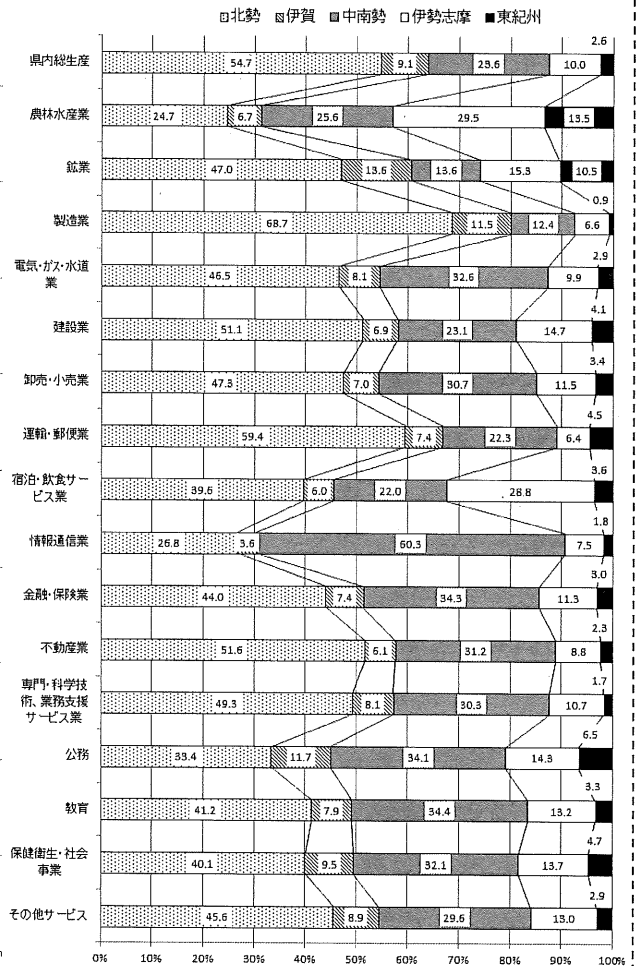 北勢 伊賀 中南勢 伊勢志摩 東紀州
2.6
県内総生産 54.7 9.1 23.6 10.0
農林水産業 24.7 6.7 25.6 29.5 13.5
鉱業 47.0 13.6 13.6 15.3 10.5
0.9
製造業 68.7 11.5 12.4 6.6
2.9
電気・ガス・水道
業 46.5 8.1 32.6 9.9
4.1
建設業 51.1 6.9 23.1 14.7
3.4
卸売・小売業 47.3 7.0 30.7 11.5
4.5
運輸・郵便業 59.4 7.4 22.3 6.4
3.6
宿泊・飲食サー
ビス業 39.6 6.0 22.0 28.8
1.8
情報通信業 26.8 3.6 60.3 7.5
3.0
金融・保険業 44.0 7.4 34.3 11.3
2.3
不動産業 51.6 6.1 31.2 8.8
1.7
専門・科学技
術、業務支援
サービス業 49.3 8.1 30.3 10.7
6.5
公務 33.4 11.7 34.1 14.3
3.3
教育 41.2 7.9 34.4 13.2
4.7
保健衛生・社会
事業 40.1 9.5 32.1 13.7
2.9
その他サービス 45.6 8.9 29.6 13.0
0% 10% 20% 30% 40% 50% 60% 70% 80% 90% 100%